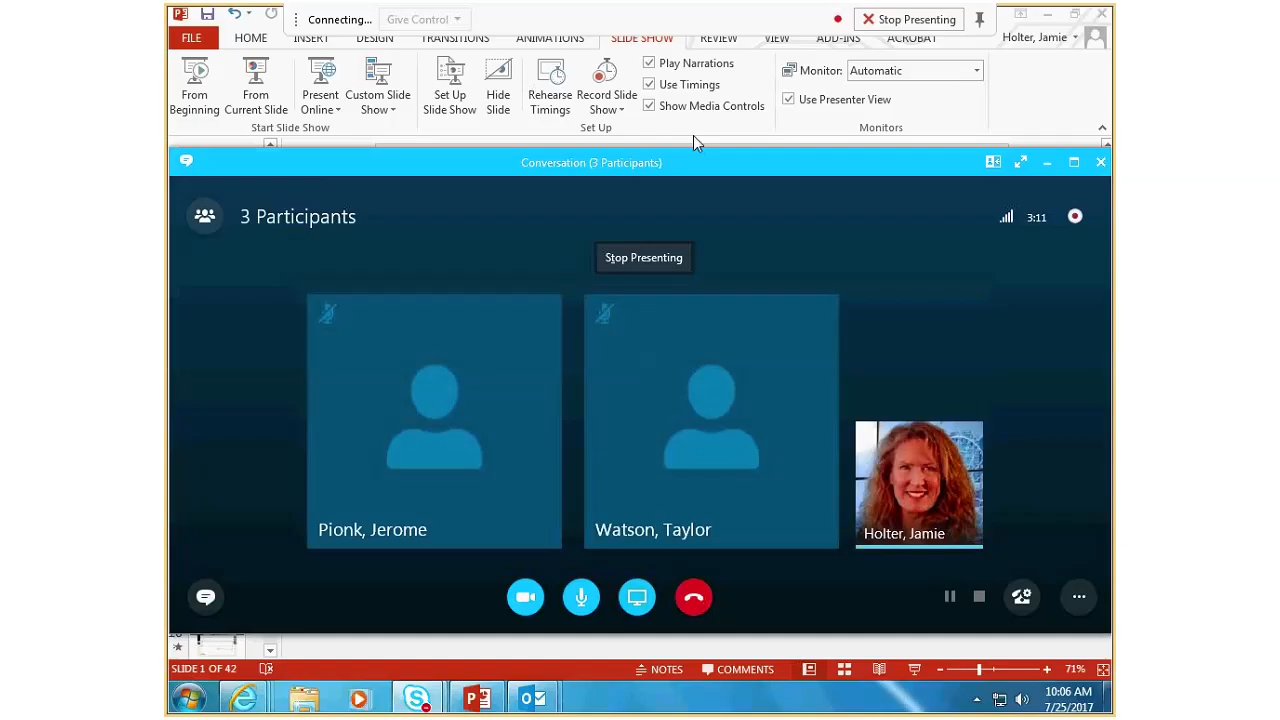 Connecting... Give Control Stop Presenting
FILE HOME INSERT DESIGN TRANSITIONS ANIMATIONS SLIDE SHOW REVIEW VIEW ADD-INS ACROBAT Holter, Jamie
From Beginning From Current Slide Present Online Custom Slide Show Set Up Slide Show Hide Slide Rehearse Timings Record Slide Show
Play Narrations
Use Timings
Show Media Controls
Monitor: Automatic
Use Presenter View
Start Slide Show Set Up Monitors
Conversation (3 Participants)
3 Participants 3:11
Stop Presenting
Pionk, Jerome Watson, Taylor Holter, Jamie
SLIDE 1 OF 42 NOTES COMMENTS 71%
10:06 AM
7/25/2017